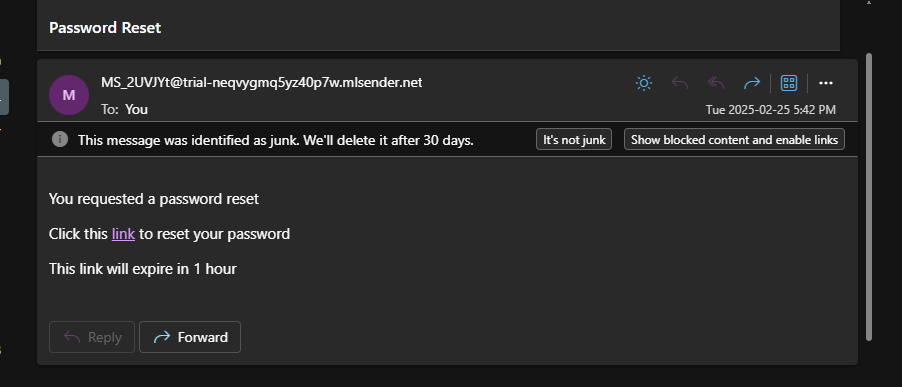 Password Reset
M
MS_2UVJYt@trial-neqvygmq5yz40p7w.mlsender.net
To: You
Tue 2025-02-25 5:42 PM
This message was identified as junk. We'll delete it after 30 days.
It's not junk
Show blocked content and enable links
You requested a password reset
Click this link to reset your password
This link will expire in 1 hour
Reply
Forward